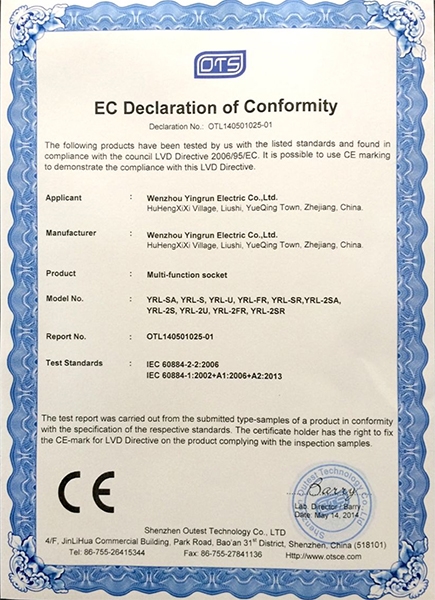 OTS
EC Declaration of Conformity
Declaration No.: OTL140501025-01
The following products have been tested by us with the listed standards and found in
compliance with the council LVD Directive 2006/95/EC. It is possible to use CE marking
to demonstrate the compliance with this LVD Directive.
Applicant : Wenzhou Yingrun Electric Co.,Ltd.
HuHengXiXi Village, Liushi, YueQing Town, Zhejiang, China.
Manufacturer : Wenzhou Yingrun Electric Co.,Ltd.
HuHengXiXi Village, Liushi, YueQing Town, Zhejiang, China.
Product : Multi-function socket
Model No. : YRL-SA, YRL-S, YRL-U, YRL-FR, YRL-SR,YRL-2SA,
YRL-2S, YRL-2U, YRL-2FR, YRL-2SR
Report No. : OTL140501025-01
Test Standards : IEC 60884-2-2:2006
IEC 60884-1:2002+A1:2006+A2:2013
The test report was carried out from the submitted type-samples of a product in conformity
with the specification of the respective standards. The certificate holder has the right to fix
the CE-mark for LVD Directive on the product complying with the inspection samples.
CE
Barry
Lab Director / Barry
Date: May 14, 2014
Shenzhen Outest Technology Co., LTD
4/F, JinLiHua Commercial Building, Park Road, Bao'an 31st District, Shenzhen, China (518101)
Tel: 86-755-26415344 Fax: 86-755-27841136 Http://www.otsce.com